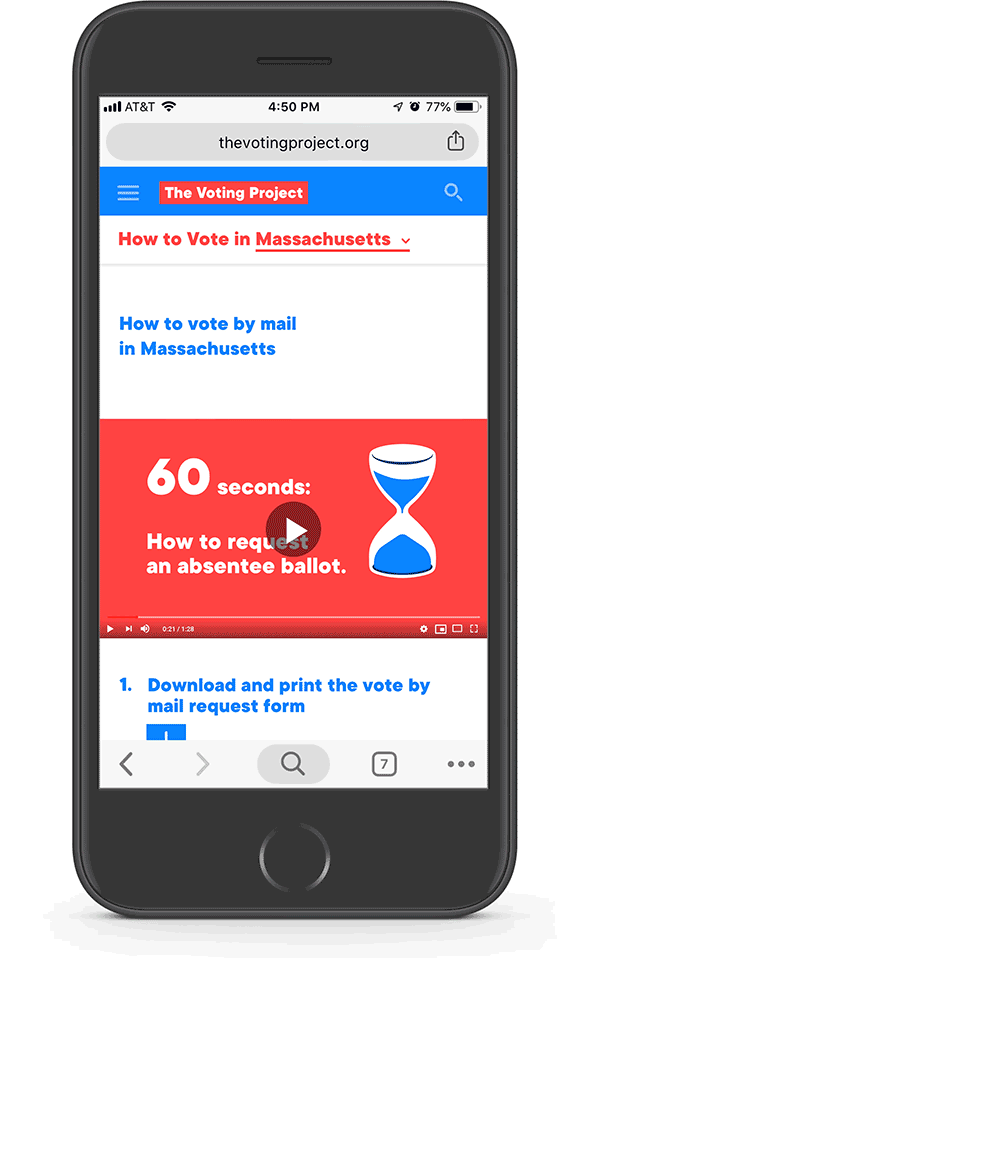 AT&T 4:50 PM 77%
thevotingproject.org
The Voting Project
How to Vote in Massachusetts
How to vote by mail
in Massachusetts
60 seconds:
How to request
an absentee ballot.
0:21 / 1:28
1. Download and print the vote by
mail request form
7